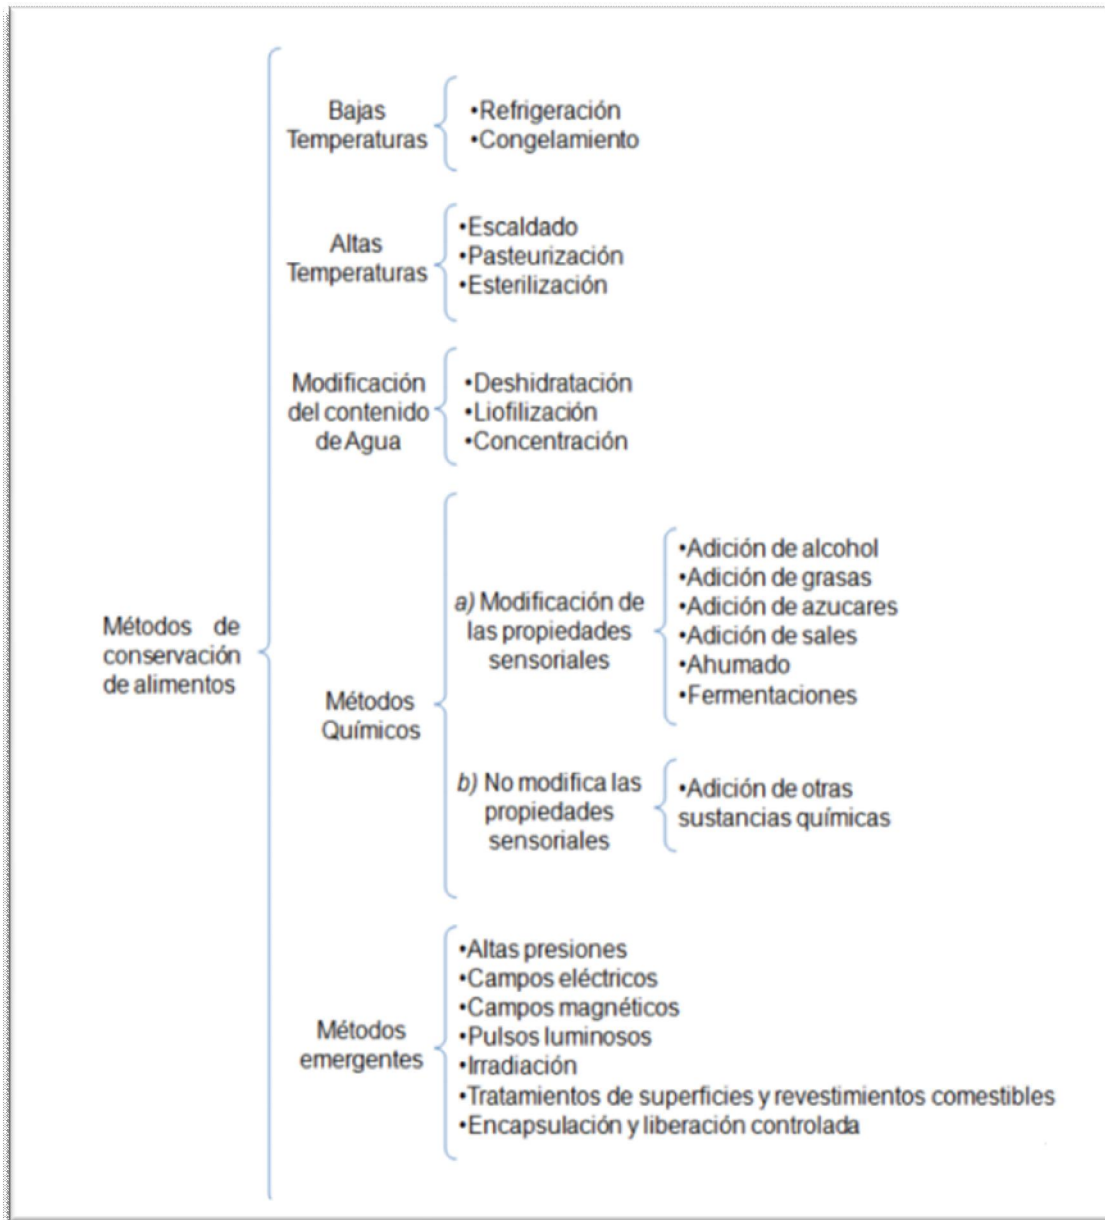 Bajas
Temperaturas
•Refrigeración
•Congelamiento
Altas
Temperaturas
•Escaldado
•Pasteurización
•Esterilización
Modificación
del contenido
de Agua
•Deshidratación
•Liofilización
•Concentración
Métodos de
conservación
de alimentos
Métodos
Químicos
a) Modificación de
las propiedades
sensoriales
•Adición de alcohol
•Adición de grasas
•Adición de azucares
•Adición de sales
•Ahumado
•Fermentaciones
b) No modifica las
propiedades
sensoriales
•Adición de otras
sustancias químicas
Métodos
emergentes
•Altas presiones
•Campos eléctricos
•Campos magnéticos
•Pulsos luminosos
•Irradiación
•Tratamientos de superficies y revestimientos comestibles
•Encapsulación y liberación controlada